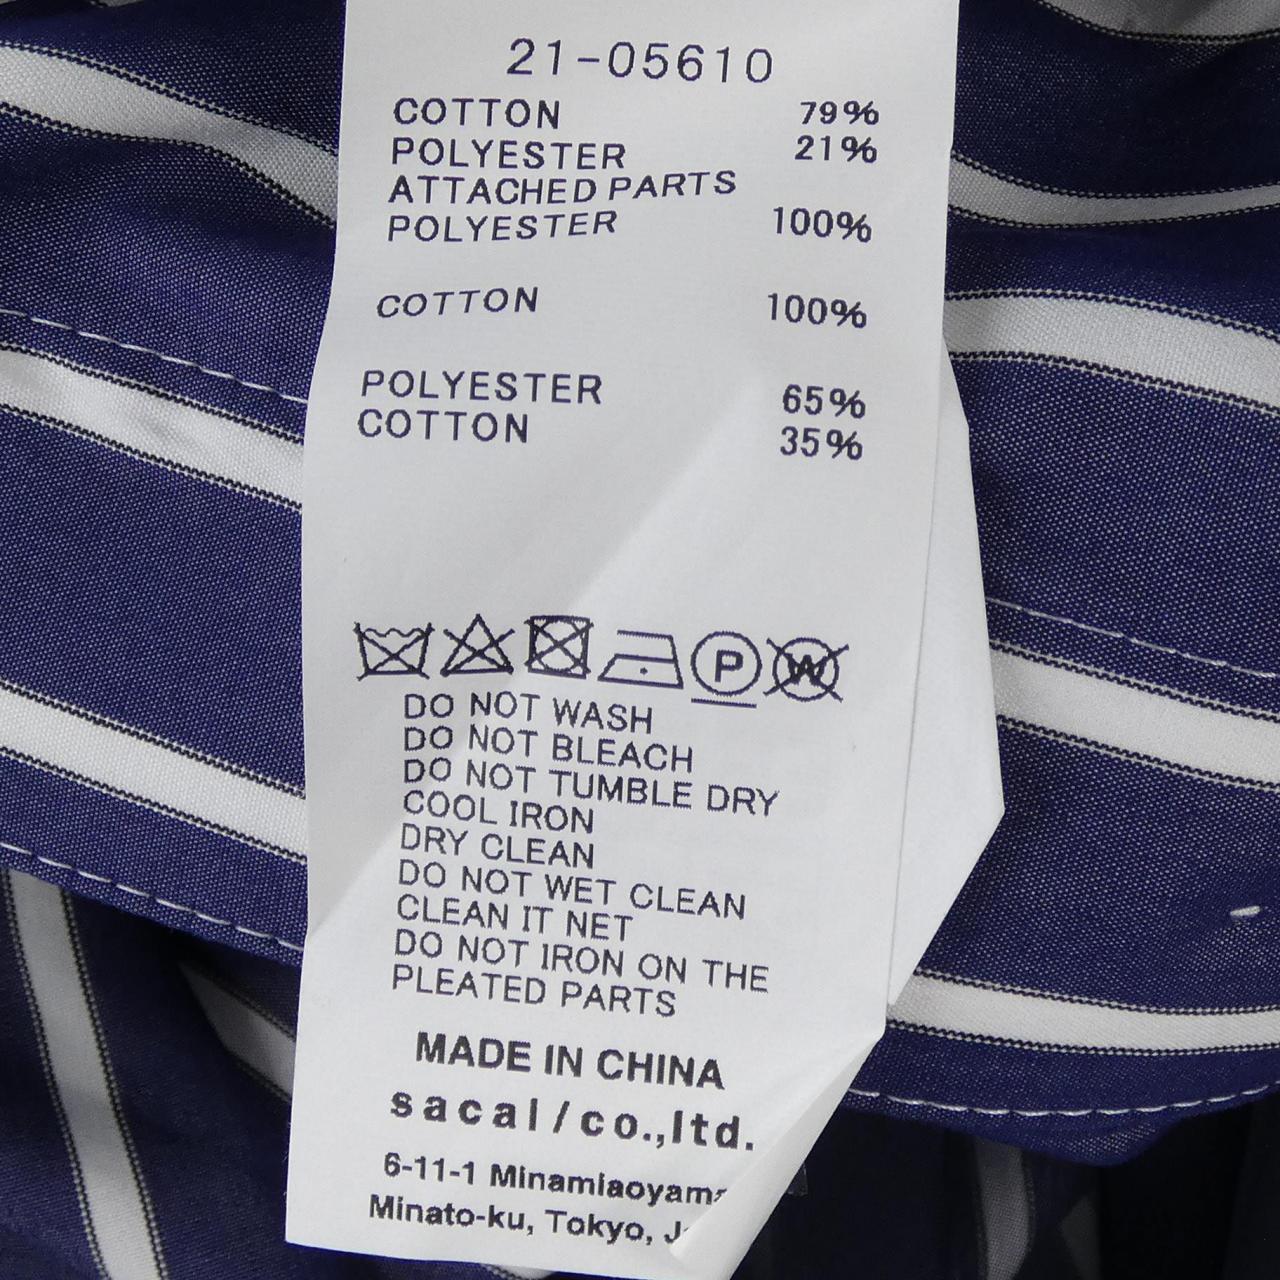 21-05610
COTTON 79%
POLYESTER 21%
ATTACHED PARTS
POLYESTER 100%
COTTON 100%
POLYESTER 65%
COTTON 35%
P W
DO NOT WASH
DO NOT BLEACH
DO NOT TUMBLE DRY
COOL IRON
DRY CLEAN
DO NOT WET CLEAN
CLEAN IT NET
DO NOT IRON ON THE
PLEATED PARTS
MADE IN CHINA
sacai/co.,ltd.
6-11-1 Minamiaoyama
Minato-ku, Tokyo,